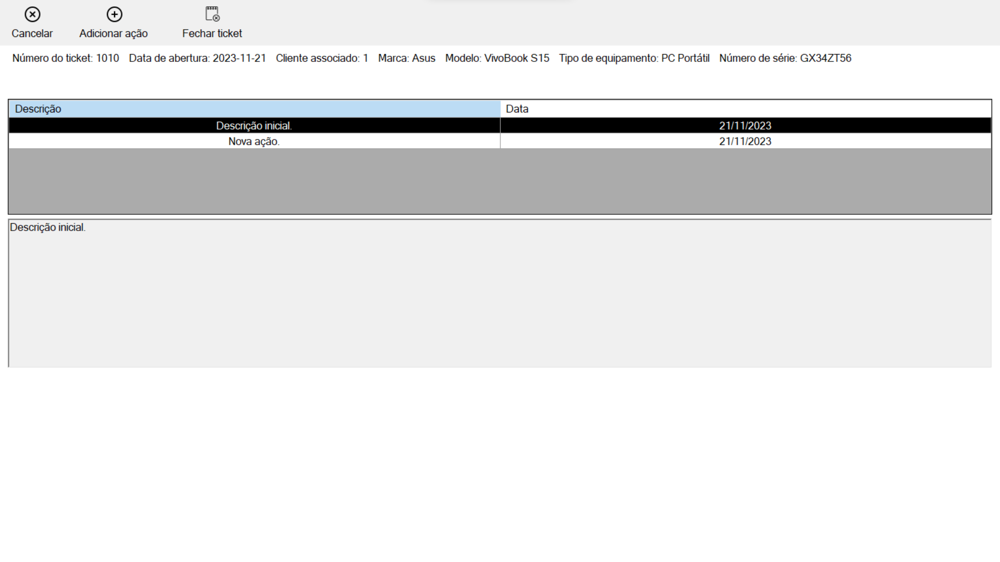 Cancelar Adicionar ação Fechar ticket
Número do ticket: 1010 Data de abertura: 2023-11-21 Cliente associado: 1 Marca: Asus Modelo: VivoBook S15 Tipo de equipamento: PC Portátil Número de série: GX34ZT56
Descrição Data
Descrição inicial. 21/11/2023
Nova ação. 21/11/2023
Descrição inicial.